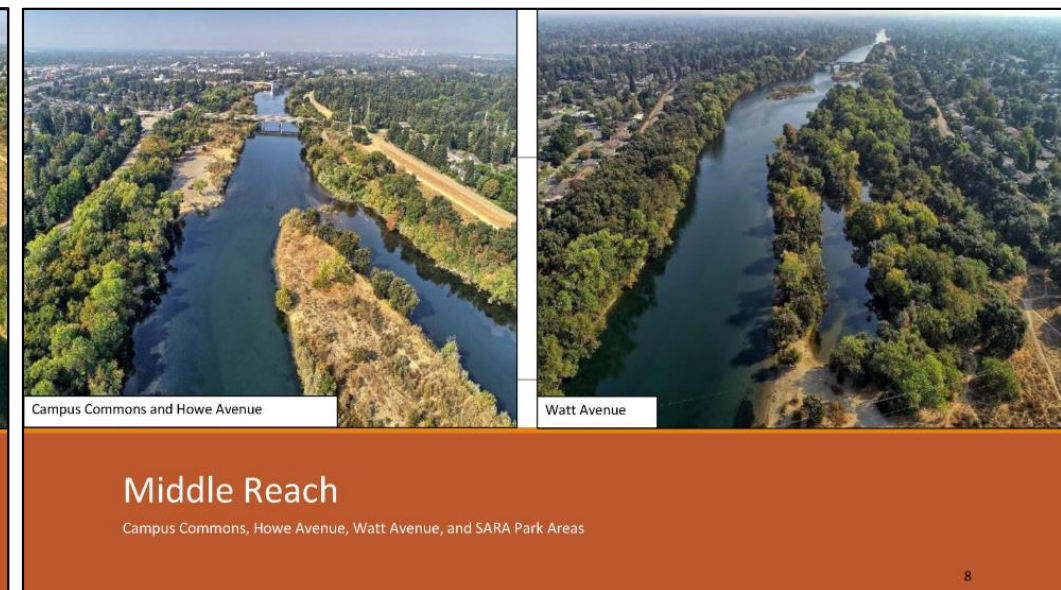 Campus Commons and Howe Avenue
Watt Avenue
Middle Reach
Campus Commons, Howe Avenue, Watt Avenue, and SARA Park Areas
8